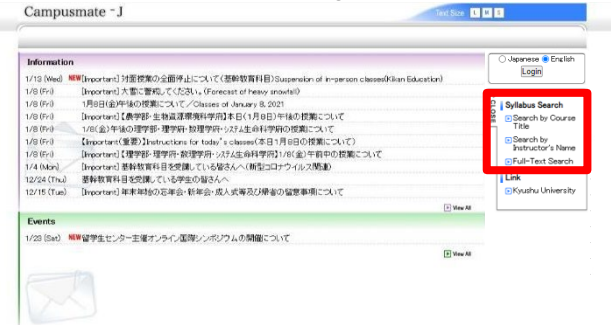 Campusmate - J
Text Size L M S
Japanese English
Login
Information
1/13 (Wed) NEW [Important] 対面授業の全面停止について(基幹教育科目)Suspension of in-person classes(Kikan Education)
1/8 (Fri) [Important] 大雪に警戒してください。(Forecast of heavy snowfall)
1/8 (Fri) 1月8日(金)午後の授業について/Classes of January 8, 2021
1/8 (Fri) [Important]【農学部・生物資源環境科学府】本日(1月8日)午後の授業について
1/8 (Fri) 1/8(金)午後の理学部・理学府・数理学府・システム生命科学府の授業について
1/8 (Fri) 【Important(重要)】Instructions for today's classes(本日1月8日の授業について)
1/8 (Fri) [Important]【理学部・理学府・数理学府・システム生命科学府】1/8(金)午前中の授業について
1/4 (Mon) [Important] 基幹教育科目を受講している皆さんへ(新型コロナウイルス関連)
12/24 (Thu) 基幹教育科目を受講している学生の皆さんへ
12/15 (Tue) [Important] 年末年始の忘年会・新年会・成人式等及び帰省の留意事項について
View All
Events
1/23 (Sat) NEW 留学生センター主催オンライン国際シンポジウムの開催について
View All
CLOSE
Syllabus Search
Search by Course
Title
Search by
Instructor's Name
Full-Text Search
Link
Kyushu University